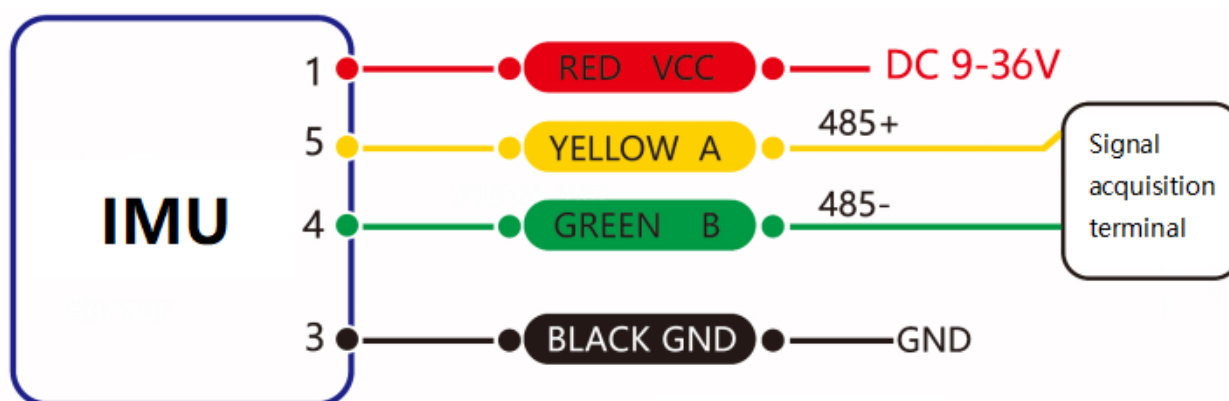 IMU
1 RED VCC DC 9-36V
5 YELLOW A 485+
4 GREEN B 485-
3 BLACK GND GND
Signal
acquisition
terminal